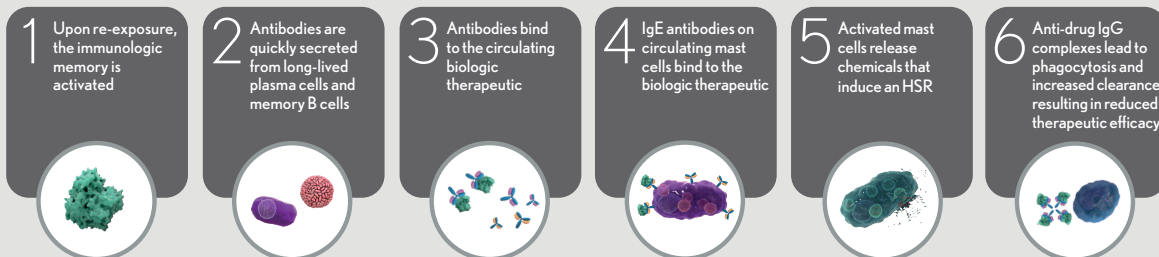 1
Upon re-exposure,
the immunologic
memory is
activated
2
Antibodies are
quickly secreted
from long-lived
plasma cells and
memory B cells
3
Antibodies bind
to the circulating
biologic
therapeutic
4
IgE antibodies on
circulating mast
cells bind to the
biologic therapeutic
5
Activated mast
cells release
chemicals that
induce an HSR
6
Anti-drug IgG
complexes lead to
phagocytosis and
increased clearance
resulting in reduced
therapeutic efficacy